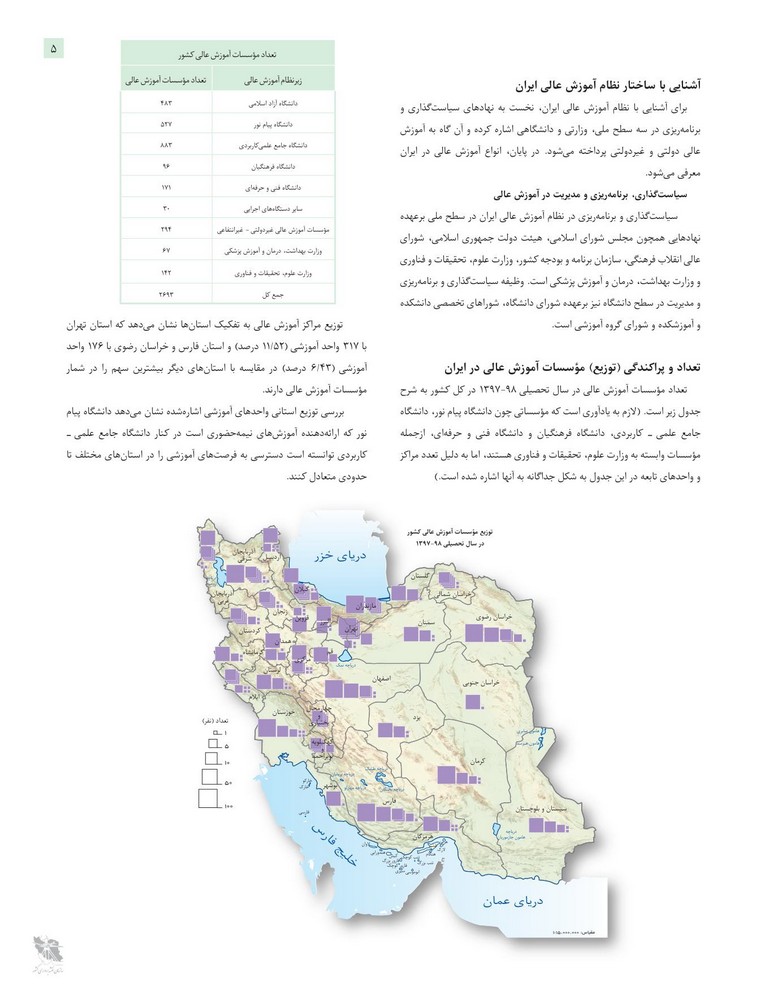 ۵
آشنایی با ساختار نظام آموزش عالی ایران
برای آشنایی با نظام آموزش عالی ایران، نخست به نهادهای سیاست‌گذاری و
برنامه‌ریزی در سه سطح ملی، وزارتی و دانشگاهی اشاره کرده و آن گاه به آموزش
عالی دولتی و غیردولتی پرداخته می‌شود. در پایان، انواع آموزش عالی در ایران
معرفی می‌شود.
سیاست‌گذاری، برنامه‌ریزی و مدیریت در آموزش عالی
سیاست‌گذاری و برنامه‌ریزی در نظام آموزش عالی ایران در سطح ملی برعهده
نهادهایی همچون مجلس شورای اسلامی، هیئت دولت جمهوری اسلامی، شورای
عالی انقلاب فرهنگی، سازمان برنامه و بودجه کشور، وزارت علوم، تحقیقات و فناوری
و وزارت بهداشت، درمان و آموزش پزشکی است. وظیفه سیاست‌گذاری و برنامه‌ریزی
و مدیریت در سطح دانشگاه نیز برعهده شورای دانشگاه، شوراهای تخصصی دانشکده
و آموزشکده و شورای گروه آموزشی است.
تعداد و پراکندگی (توزیع) مؤسسات آموزش عالی در ایران
تعداد مؤسسات آموزش عالی در سال تحصیلی ۹۸-۱۳۹۷ در کل کشور به شرح
جدول زیر است. (لازم به یادآوری است که مؤسساتی چون دانشگاه پیام نور، دانشگاه
جامع علمی ـ کاربردی، دانشگاه فرهنگیان و دانشگاه فنی و حرفه‌ای، ازجمله
مؤسسات وابسته به وزارت علوم، تحقیقات و فناوری هستند، اما به دلیل تعدد مراکز
و واحدهای تابعه در این جدول به شکل جداگانه به آنها اشاره شده است.)
تعداد مؤسسات آموزش عالی کشور
زیرنظام آموزش عالی تعداد مؤسسات آموزش عالی
دانشگاه آزاد اسلامی ۴۸۳
دانشگاه پیام نور ۵۲۷
دانشگاه جامع علمی‌کاربردی ۸۸۳
دانشگاه فرهنگیان ۹۶
دانشگاه فنی و حرفه‌ای ۱۷۱
سایر دستگاه‌های اجرایی ۳۰
مؤسسات آموزش عالی غیردولتی - غیرانتفاعی ۲۹۴
وزارت بهداشت، درمان و آموزش پزشکی ۶۷
وزارت علوم، تحقیقات و فناوری ۱۴۲
جمع کل ۲۶۹۳
توزیع مراکز آموزش عالی به تفکیک استان‌ها نشان می‌دهد که استان تهران
با ۳۱۷ واحد آموزشی (۱۱/۵۲ درصد) و استان فارس و خراسان رضوی با ۱۷۶ واحد
آموزشی (۶/۴۳ درصد) در مقایسه با استان‌های دیگر بیشترین سهم را در شمار
مؤسسات آموزش عالی دارند.
بررسی توزیع استانی واحدهای آموزشی اشاره‌شده نشان می‌دهد دانشگاه پیام
نور که ارائه‌دهنده آموزش‌های نیمه‌حضوری است در کنار دانشگاه جامع علمی ـ
کاربردی توانسته است دسترسی به فرصت‌های آموزشی را در استان‌های مختلف تا
حدودی متعادل کنند.
توزیع مؤسسات آموزش عالی کشور
در سال تحصیلی ۹۸-۱۳۹۷
دریای خزر
آذربایجان شرقی
اردبیل
آذربایجان غربی
گیلان
زنجان
قزوین
مازندران
گلستان
خراسان شمالی
خراسان رضوی
سمنان
تهران
کردستان
همدان
کرمانشاه
مرکزی
قم
لرستان
ایلام
دریاچه نمک
اصفهان
خراسان جنوبی
خوزستان
چهارمحال و بختیاری
یزد
کرمان
فارس
بوشهر
هرمزگان
سیستان و بلوچستان
خلیج فارس
دریای عمان
تعداد (نفر)
۱
۵
۱۰
۵۰
۱۰۰
مقیاس: ۱:۱۵،۰۰۰،۰۰۰